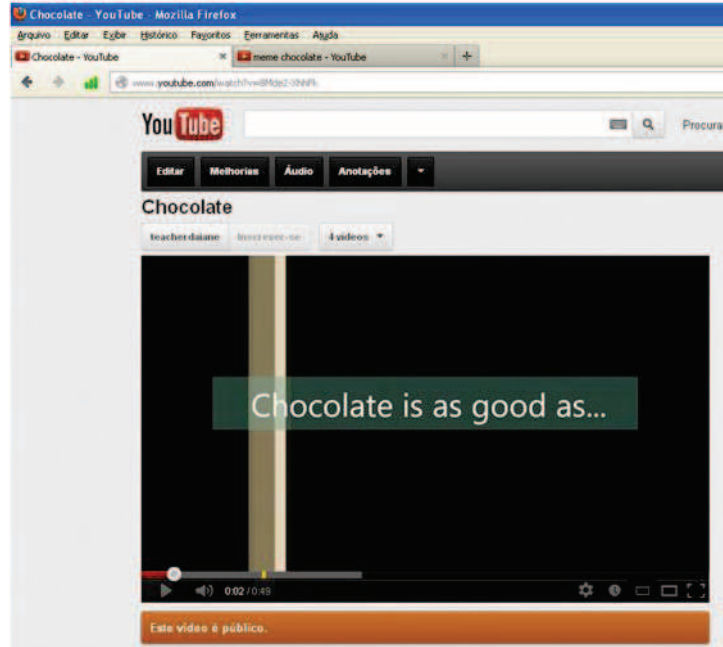 Chocolate - YouTube - Mozilla Firefox
Arquivo Editar Exibir Histórico Favoritos Ferramentas Ajuda
Chocolate - YouTube × meme chocolate - YouTube × +
www.youtube.com/
You Tube Procura
Editar Melhorias Áudio Anotações
Chocolate
teacherdaiane Inscrever-se 4 vídeos
Chocolate is as good as...
0:02 / 0:49
Este vídeo é público.